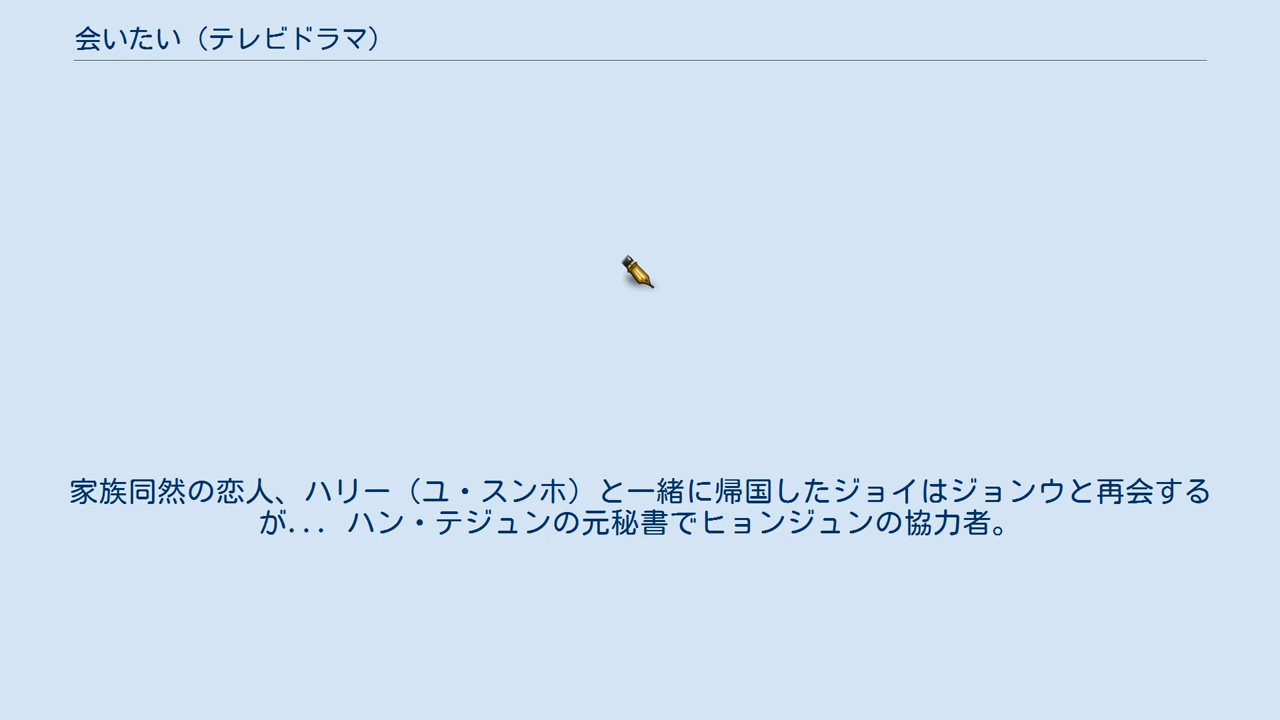 会いたい（テレビドラマ）
家族同然の恋人、ハリー（ユ・スンホ）と一緒に帰国したジョイはジョンウと再会する
が... ハン・テジュンの元秘書でヒョンジュンの協力者。